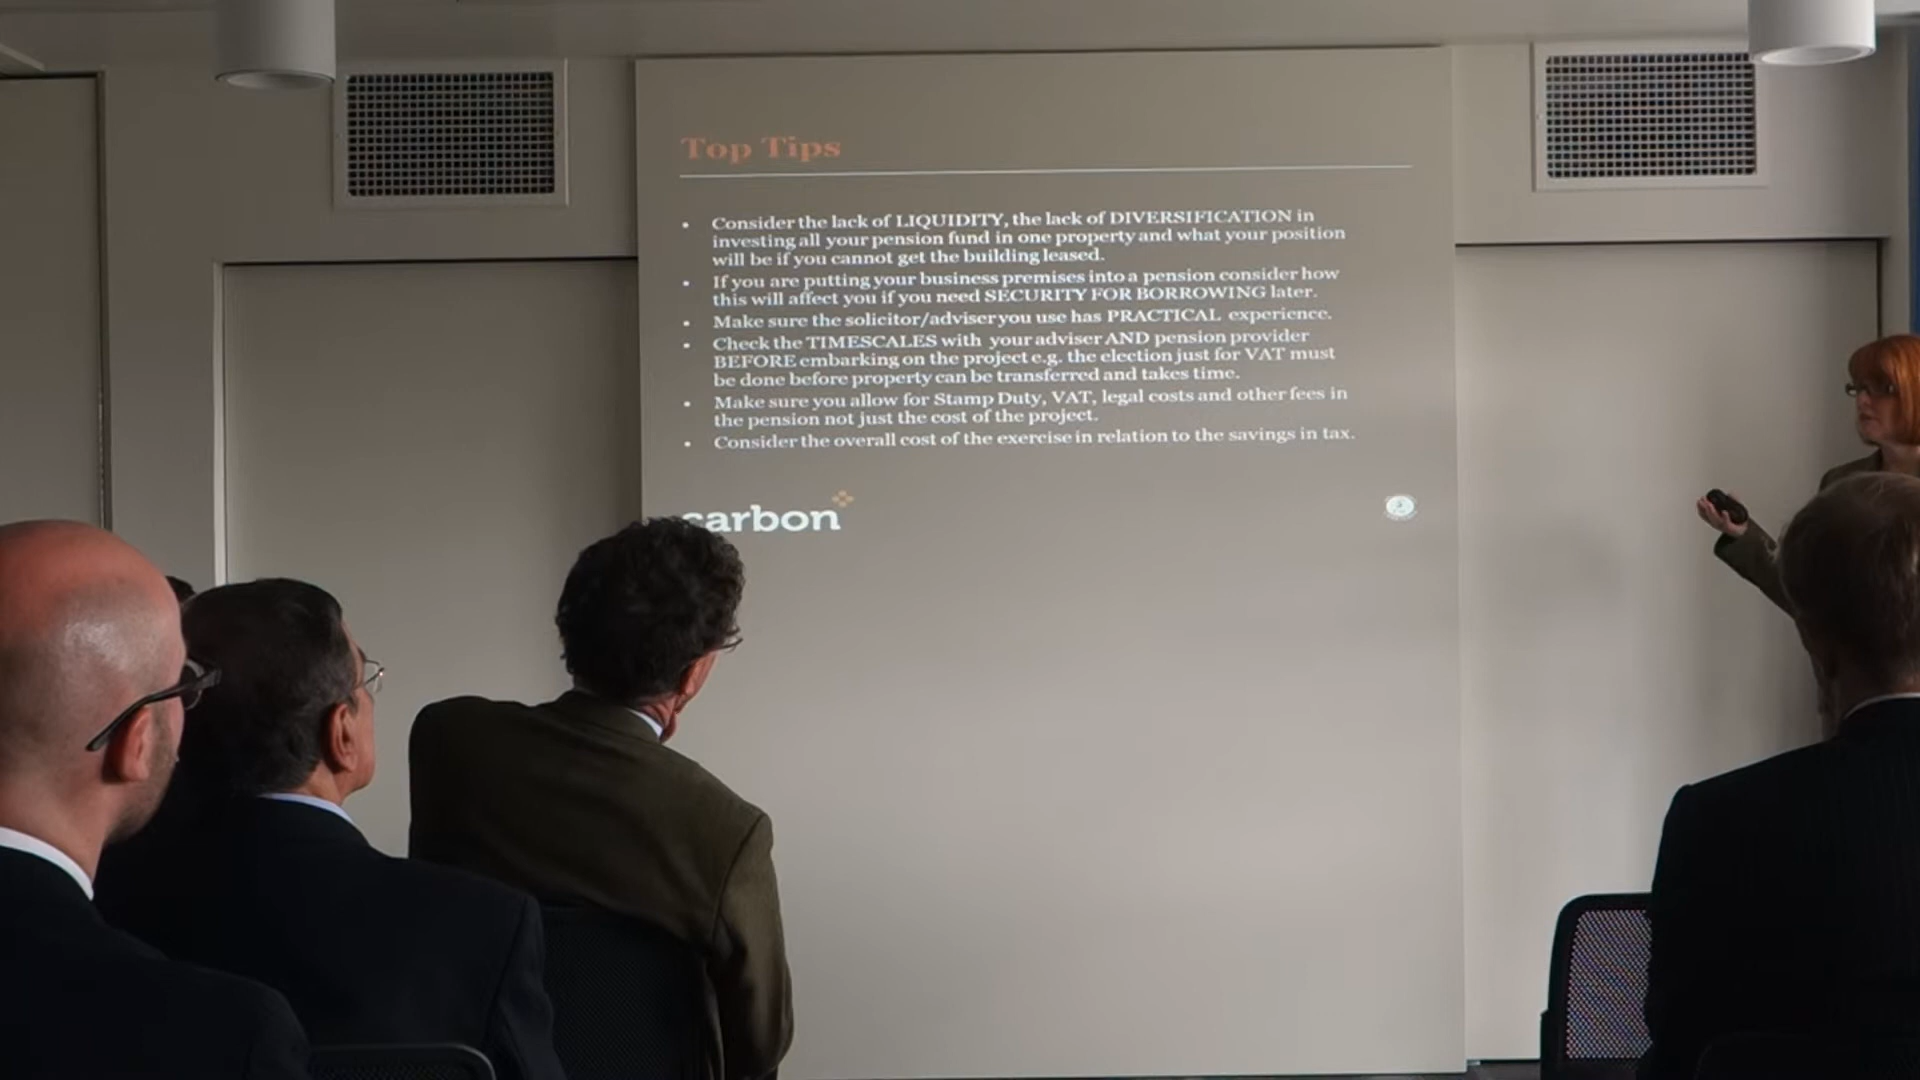 Top Tips
• Consider the lack of LIQUIDITY, the lack of DIVERSIFICATION in
investing all your pension fund in one property and what your position
will be if you cannot get the building leased.
• If you are putting your business premises into a pension consider how
this will affect you if you need SECURITY FOR BORROWING later.
• Make sure the solicitor/adviser you use has PRACTICAL experience.
• Check the TIMESCALES with your adviser AND pension provider
BEFORE embarking on the project e.g. the election just for VAT must
be done before property can be transferred and takes time.
• Make sure you allow for Stamp Duty, VAT, legal costs and other fees in
the pension not just the cost of the project.
• Consider the overall cost of the exercise in relation to the savings in tax.
carbon